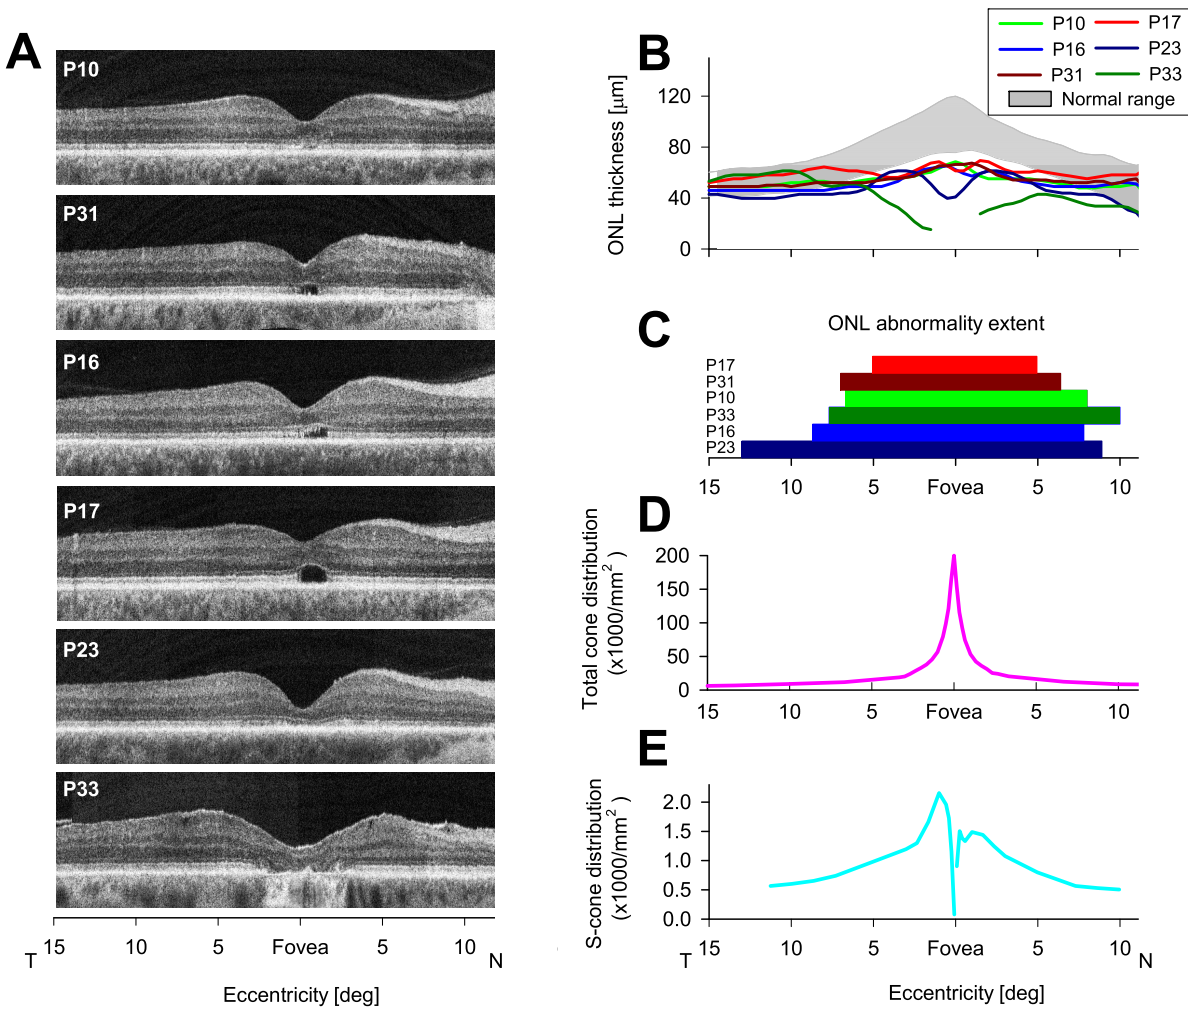 A
P10
P31
P16
P17
P23
P33
15 10 5 Fovea 5 10
T N
Eccentricity [deg]
B
P10 P17
P16 P23
P31 P33
Normal range
ONL thickness [μm]
120
80
40
0
10 5 5 10
C
ONL abnormality extent
P17
P31
P10
P33
P16
P23
15 10 5 Fovea 5 10
D
Total cone distribution
(x1000/mm²)
200
150
100
50
0
15 10 5 Fovea 5 10
E
S-cone distribution
(x1000/mm²)
2.0
1.5
1.0
0.5
0.0
15 10 5 Fovea 5 10
T N
Eccentricity [deg]